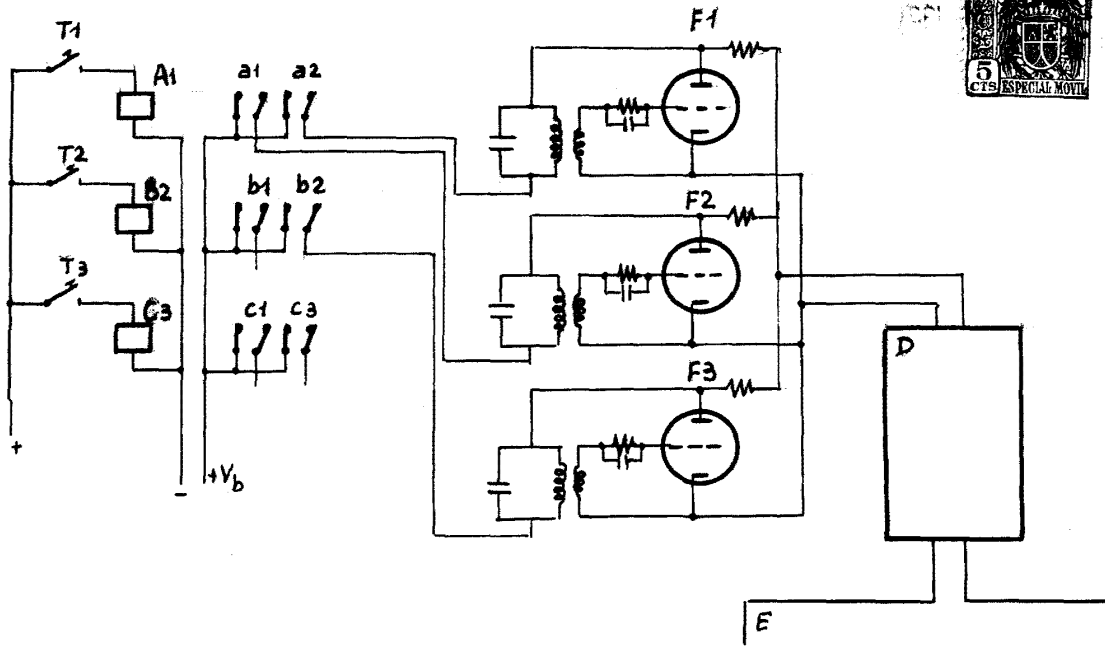 T1
A1
T2
B2
T3
C3
+
-
+Vb
a1 a2
b1 b2
c1 c3
F1
F2
F3
D
E
5
CTS
ESPECIAL MOVIL